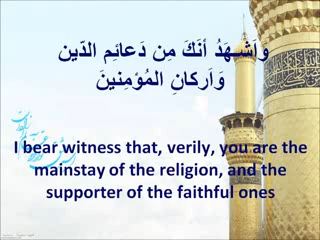 وَاَشْهَدُ أنَكَ مِن دَعائِم الدّين
وَاَركانِ المُؤمِنينَ
I bear witness that, verily, you are the
mainstay of the religion, and the
supporter of the faithful ones